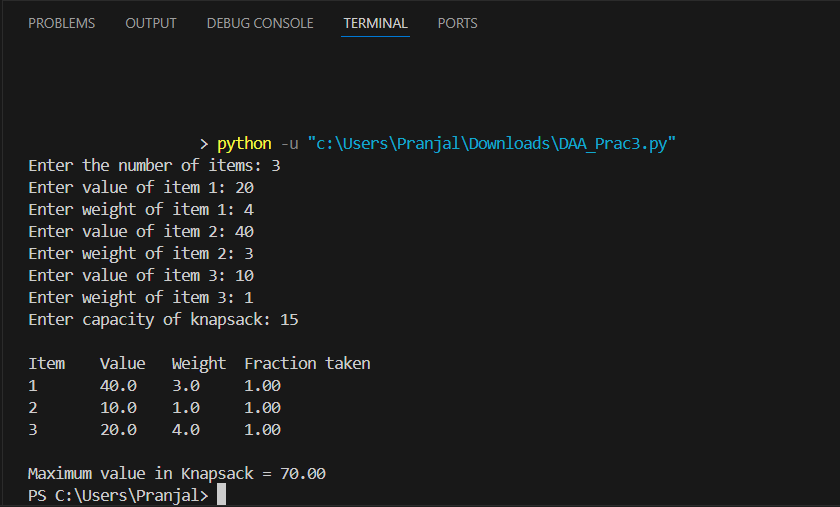 PROBLEMS OUTPUT DEBUG CONSOLE TERMINAL PORTS
> python -u "c:\Users\Pranjal\Downloads\DAA_Prac3.py"
Enter the number of items: 3
Enter value of item 1: 20
Enter weight of item 1: 4
Enter value of item 2: 40
Enter weight of item 2: 3
Enter value of item 3: 10
Enter weight of item 3: 1
Enter capacity of knapsack: 15
Item Value Weight Fraction taken
1 40.0 3.0 1.00
2 10.0 1.0 1.00
3 20.0 4.0 1.00
Maximum value in Knapsack = 70.00
PS C:\Users\Pranjal>